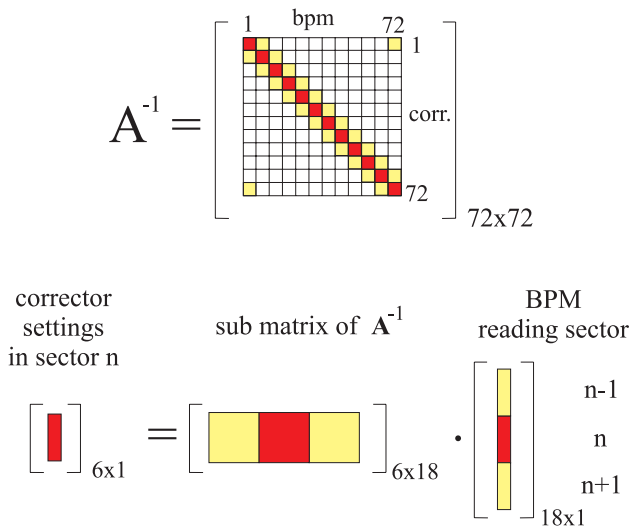 bpm
1 72
1
A⁻¹ =
corr.
72
72x72
corrector
settings
in sector n
sub matrix of A⁻¹
BPM
reading sector
n-1
= · n
6x1 6x18
n+1
18x1